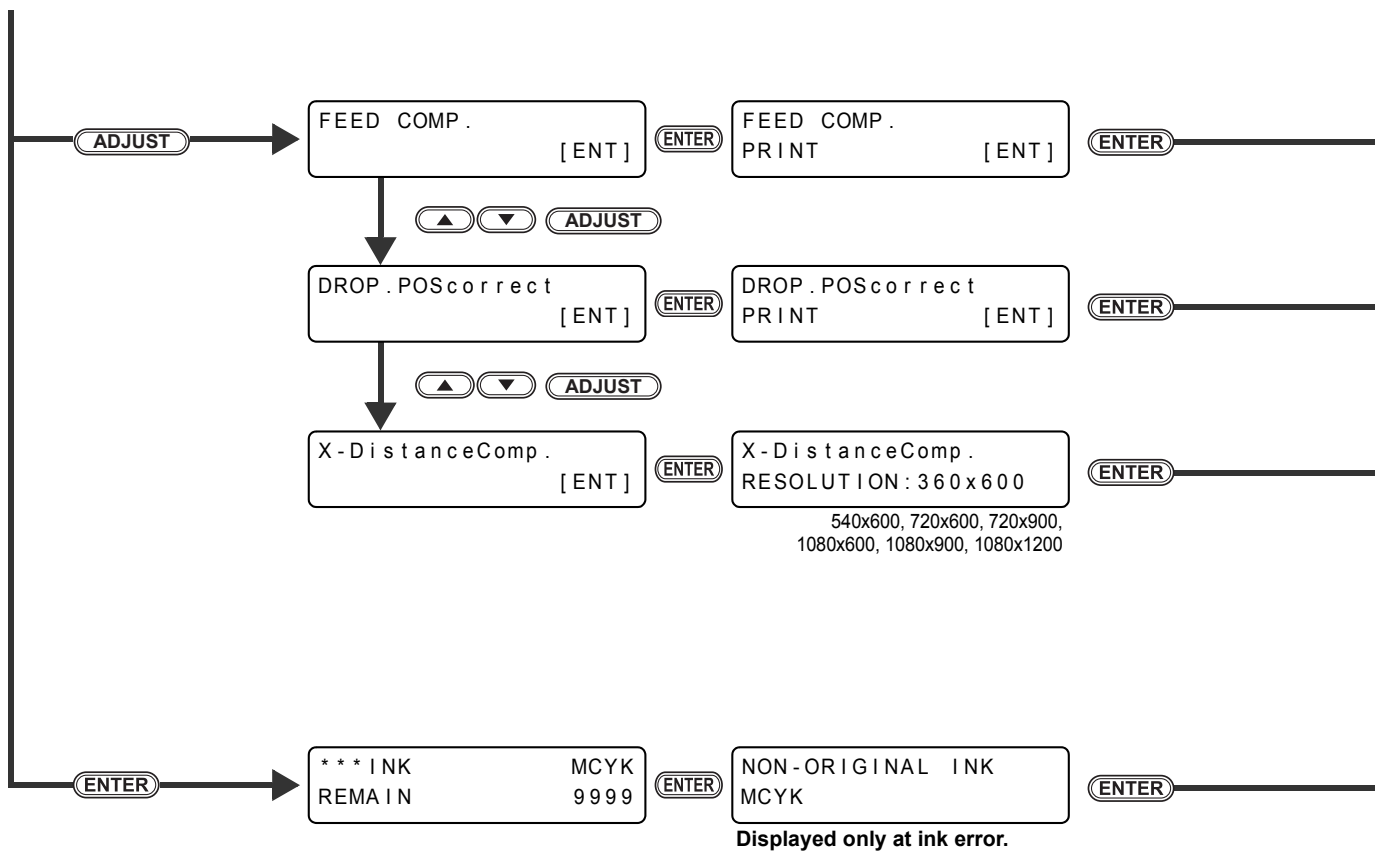 ADJUST
FEED COMP.
[ENT]
ENTER
FEED COMP.
PRINT [ENT]
ENTER
ADJUST
DROP.POScorrect
[ENT]
ENTER
DROP.POScorrect
PRINT [ENT]
ENTER
ADJUST
X-DistanceComp.
[ENT]
ENTER
X-DistanceComp.
RESOLUTION:360x600
ENTER
540x600, 720x600, 720x900,
1080x600, 1080x900, 1080x1200
ENTER
***INK MCYK
REMAIN 9999
ENTER
NON-ORIGINAL INK
MCYK
ENTER
Displayed only at ink error.